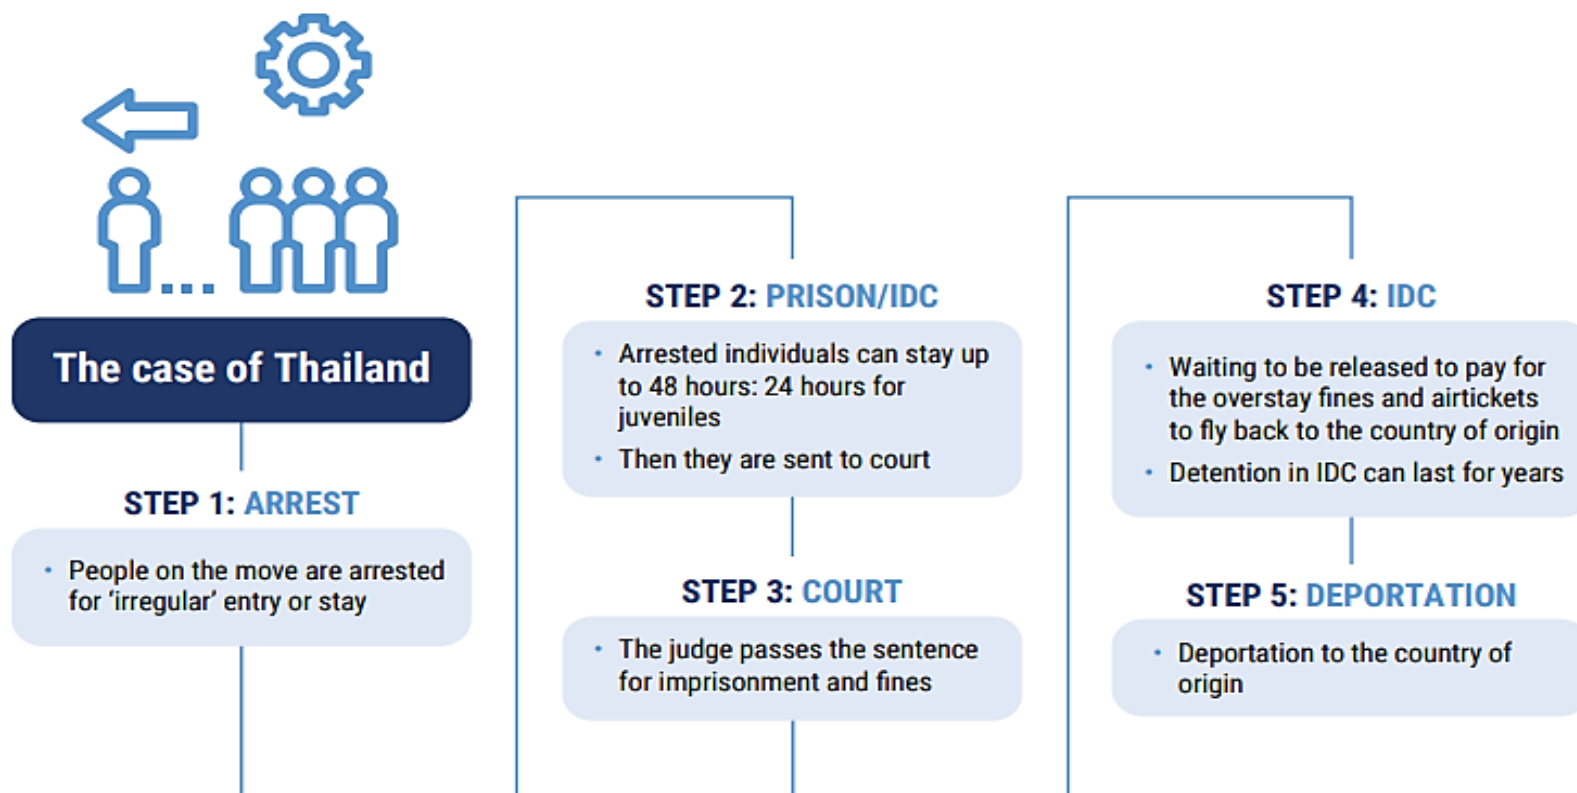 The case of Thailand
STEP 1: ARREST
• People on the move are arrested
for ‘irregular’ entry or stay
STEP 2: PRISON/IDC
• Arrested individuals can stay up
to 48 hours: 24 hours for
juveniles
• Then they are sent to court
STEP 3: COURT
• The judge passes the sentence
for imprisonment and fines
STEP 4: IDC
• Waiting to be released to pay for
the overstay fines and airtickets
to fly back to the country of origin
• Detention in IDC can last for years
STEP 5: DEPORTATION
• Deportation to the country of
origin